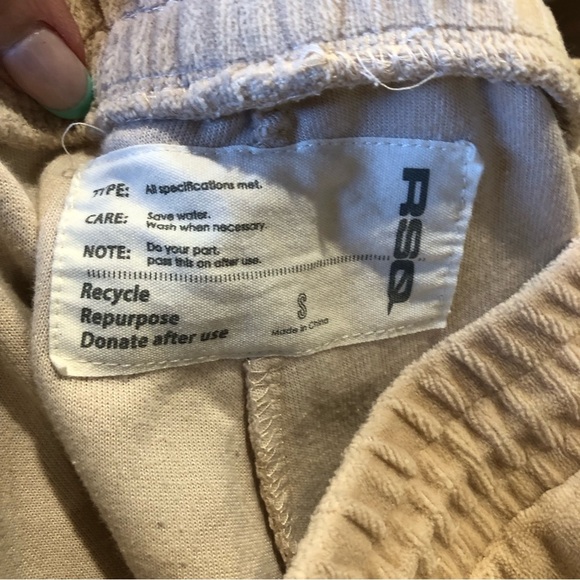 TYPE: All specifications met.
CARE: Save water.
Wash when necessary.
NOTE: Do your part.
pass this on after use.
Recycle
Repurpose
Donate after use
S
Made in China
RSQ